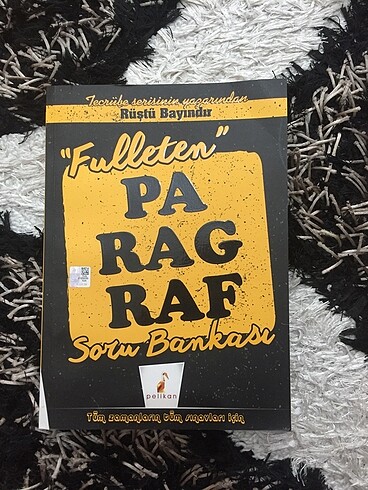 Tecrübe serisinin yazarından
Rüştü Bayındır
"Fulleten"
PA
RAG
RAF
Soru Bankası
pelikan
Tüm zamanların tüm sınavları için